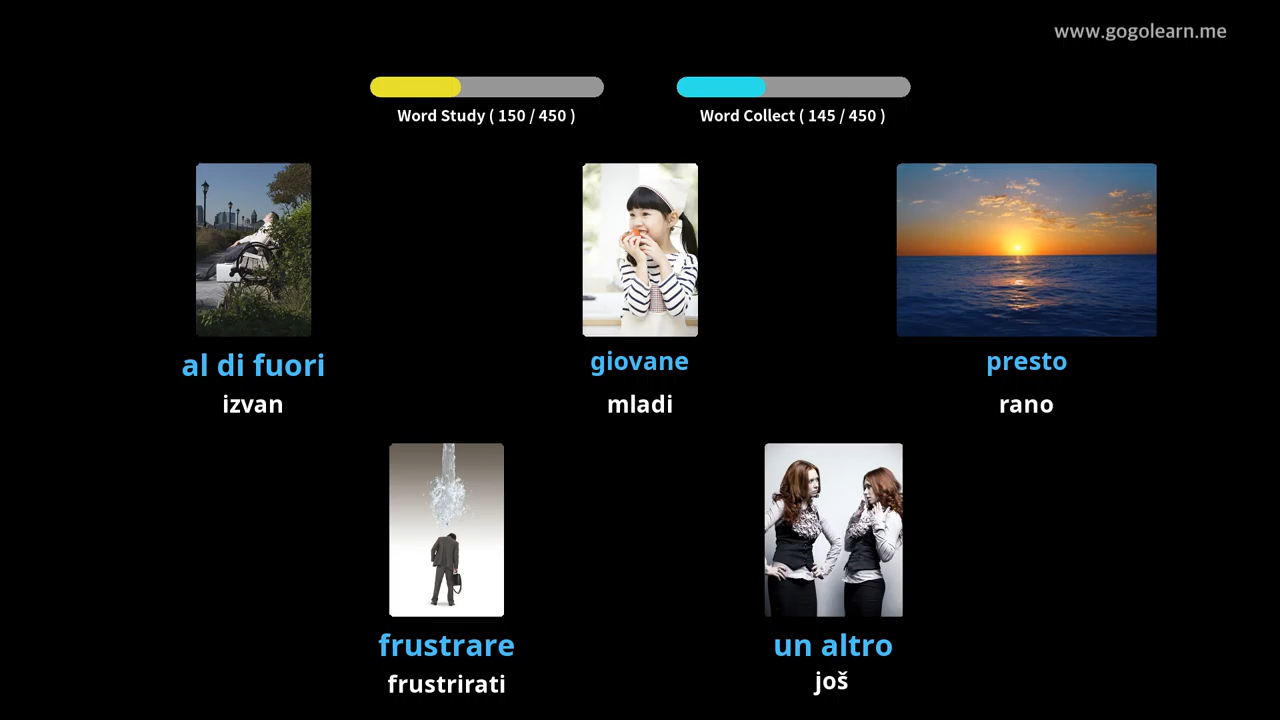 www.gogolearn.me
Word Study ( 150 / 450 )
Word Collect ( 145 / 450 )
al di fuori
izvan
giovane
mladi
presto
rano
frustrare
frustrirati
un altro
još